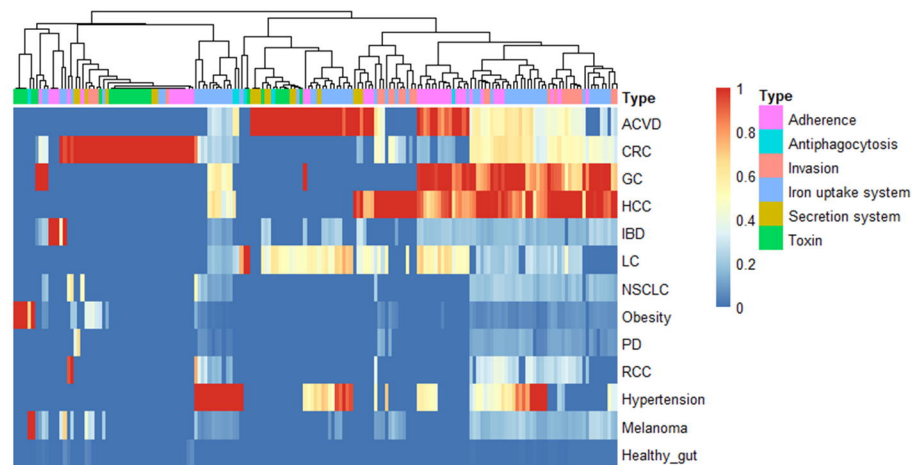 Type
ACVD
CRC
GC
HCC
IBD
LC
NSCLC
Obesity
PD
RCC
Hypertension
Melanoma
Healthy_gut
1
0.8
0.6
0.4
0.2
0
Type
Adherence
Antiphagocytosis
Invasion
Iron uptake system
Secretion system
Toxin